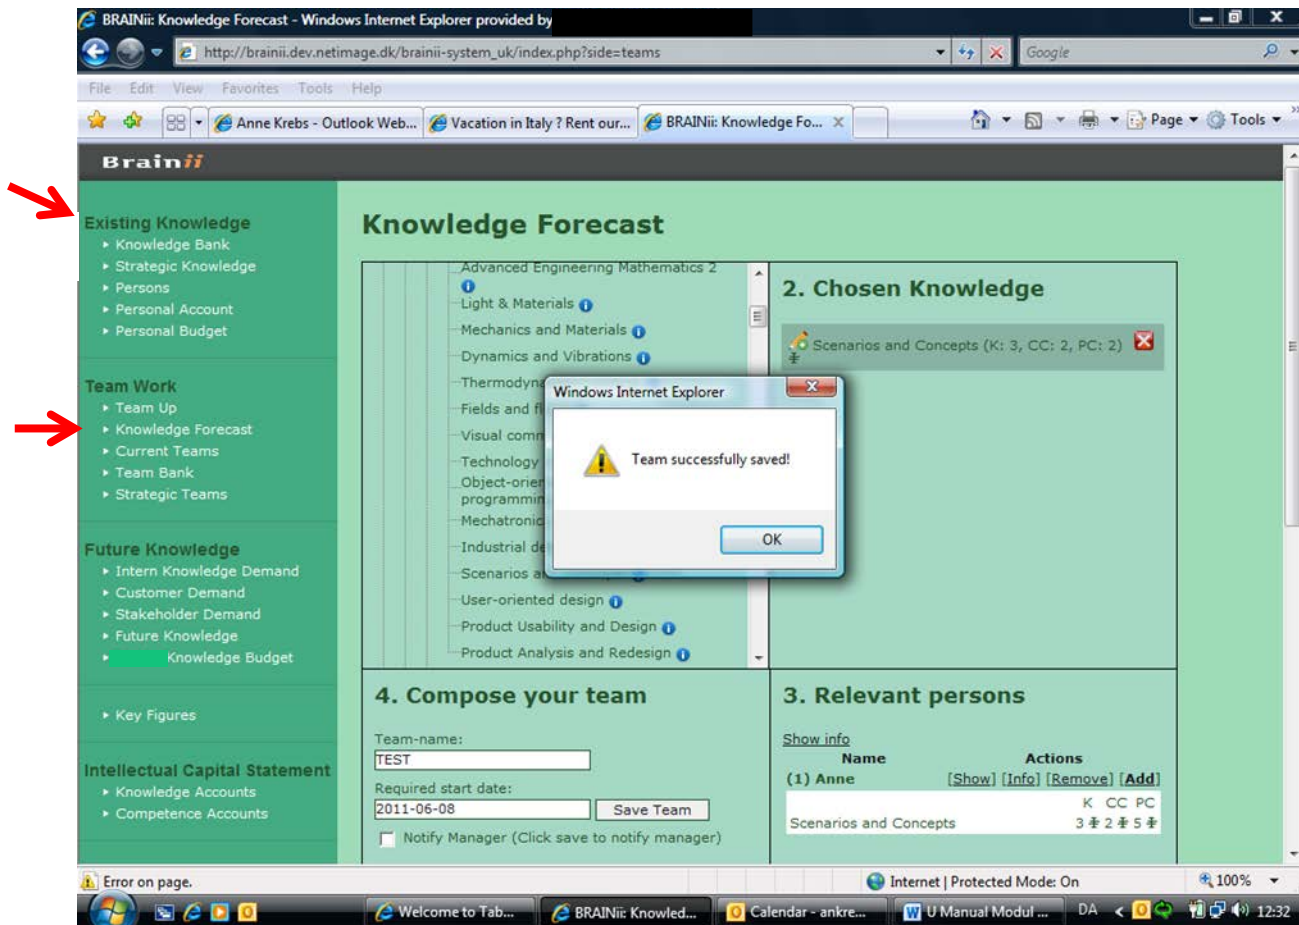 BRAINii: Knowledge Forecast - Windows Internet Explorer provided by
http://brainii.dev.netimage.dk/brainii-system_uk/index.php?side=teams
Google
File Edit View Favorites Tools Help
Anne Krebs - Outlook Web...
Vacation in Italy ? Rent our...
BRAINii: Knowledge Fo...
Page
Tools
Brainii
Existing Knowledge
Knowledge Bank
Strategic Knowledge
Persons
Personal Account
Personal Budget
Team Work
Team Up
Knowledge Forecast
Current Teams
Team Bank
Strategic Teams
Future Knowledge
Intern Knowledge Demand
Customer Demand
Stakeholder Demand
Future Knowledge
Knowledge Budget
Key Figures
Intellectual Capital Statement
Knowledge Accounts
Competence Accounts
Knowledge Forecast
Advanced Engineering Mathematics 2
Light & Materials
Mechanics and Materials
Dynamics and Vibrations
Fields and
Technology
Scenarios
User-oriented design
Product Usability and Design
Product Analysis and Redesign
2. Chosen Knowledge
Scenarios and Concepts (K: 3, CC: 2, PC: 2)
Windows Internet Explorer
Team successfully saved!
OK
4. Compose your team
Team-name:
TEST
Required start date:
2011-06-08
Save Team
Notify Manager (Click save to notify manager)
3. Relevant persons
Show info
Name Actions
(1) Anne [Show] [Info] [Remove] [Add]
K CC PC
Scenarios and Concepts 3 2 5
Error on page.
Internet | Protected Mode: On
100%
Welcome to Tab...
BRAINii: Knowled...
Calendar - ankre...
U Manual Modul ...
DA
12:32